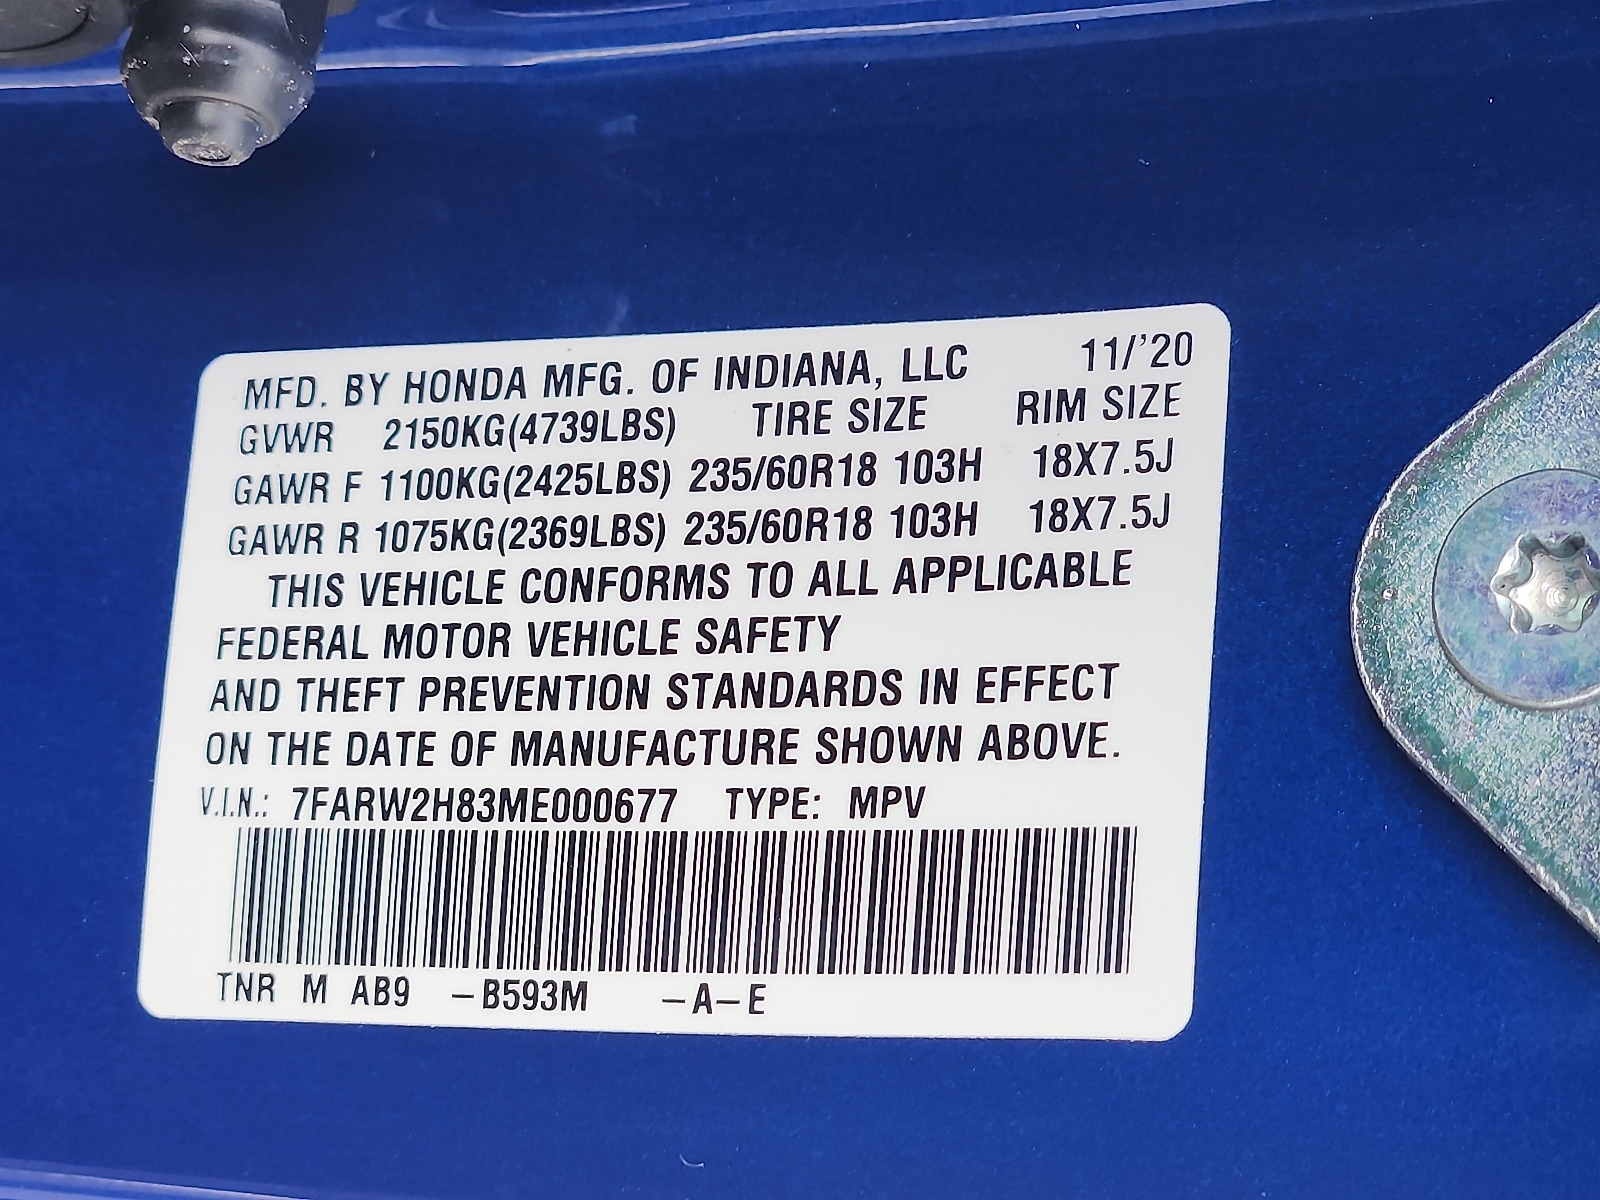 MFD. BY HONDA MFG. OF INDIANA, LLC 11/'20
GVWR 2150KG(4739LBS) TIRE SIZE RIM SIZE
GAWR F 1100KG(2425LBS) 235/60R18 103H 18X7.5J
GAWR R 1075KG(2369LBS) 235/60R18 103H 18X7.5J
THIS VEHICLE CONFORMS TO ALL APPLICABLE
FEDERAL MOTOR VEHICLE SAFETY
AND THEFT PREVENTION STANDARDS IN EFFECT
ON THE DATE OF MANUFACTURE SHOWN ABOVE.
V.I.N.: 7FARW2H83ME000677 TYPE: MPV
TNR M AB9 –B593M –A–E